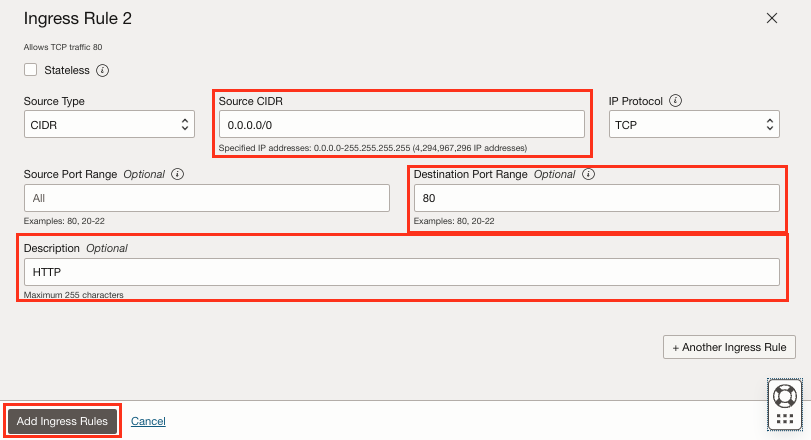 Ingress Rule 2
Allows TCP traffic 80
Stateless
Source Type
Source CIDR
IP Protocol
CIDR
0.0.0.0/0
TCP
Specified IP addresses: 0.0.0.0-255.255.255.255 (4,294,967,296 IP addresses)
Source Port Range Optional
Destination Port Range Optional
All
80
Examples: 80, 20-22
Examples: 80, 20-22
Description Optional
HTTP
Maximum 255 characters
+ Another Ingress Rule
Add Ingress Rules
Cancel